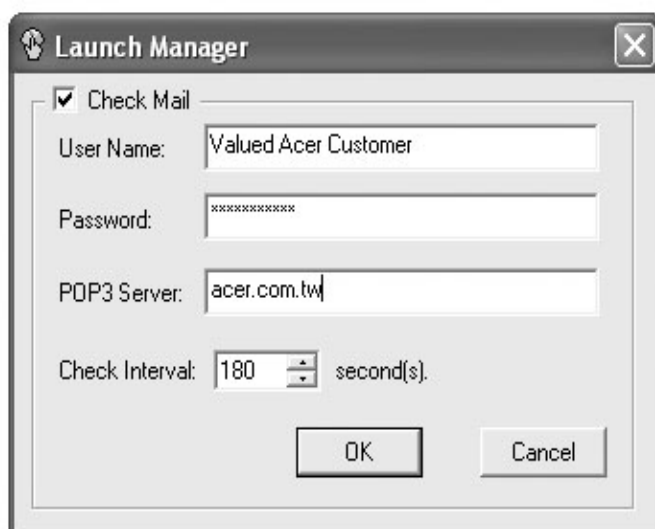 Launch Manager
Check Mail
User Name: Valued Acer Customer
Password: ***********
POP3 Server: acer.com.tw
Check Interval: 180 second(s).
OK Cancel